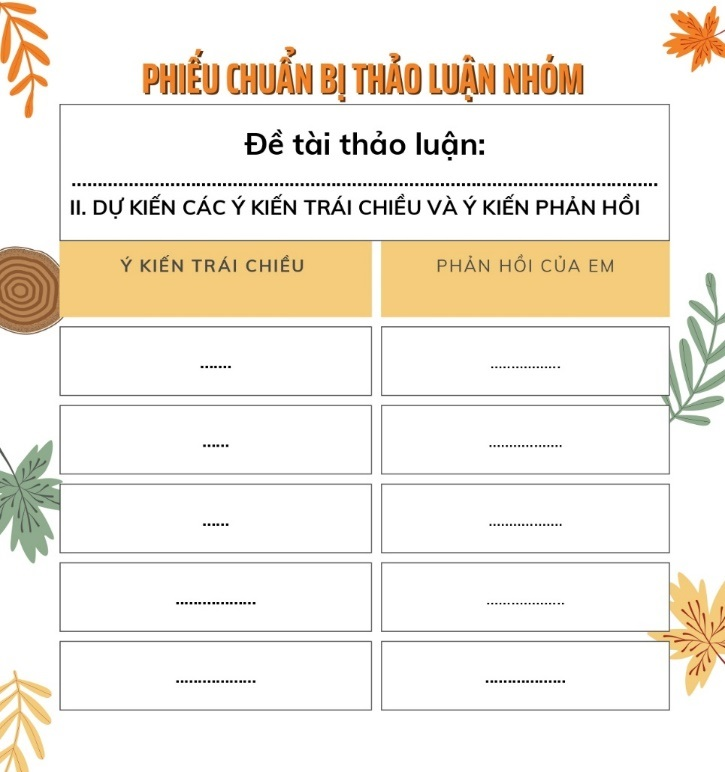 PHIẾU CHUẨN BỊ THẢO LUẬN NHÓM
Đề tài thảo luận:
........................................................................................................
II. DỰ KIẾN CÁC Ý KIẾN TRÁI CHIỀU VÀ Ý KIẾN PHẢN HỒI
Ý KIẾN TRÁI CHIỀU
PHẢN HỒI CỦA EM
.......
.................
......
..................
......
..................
..................
...................
..................
..................